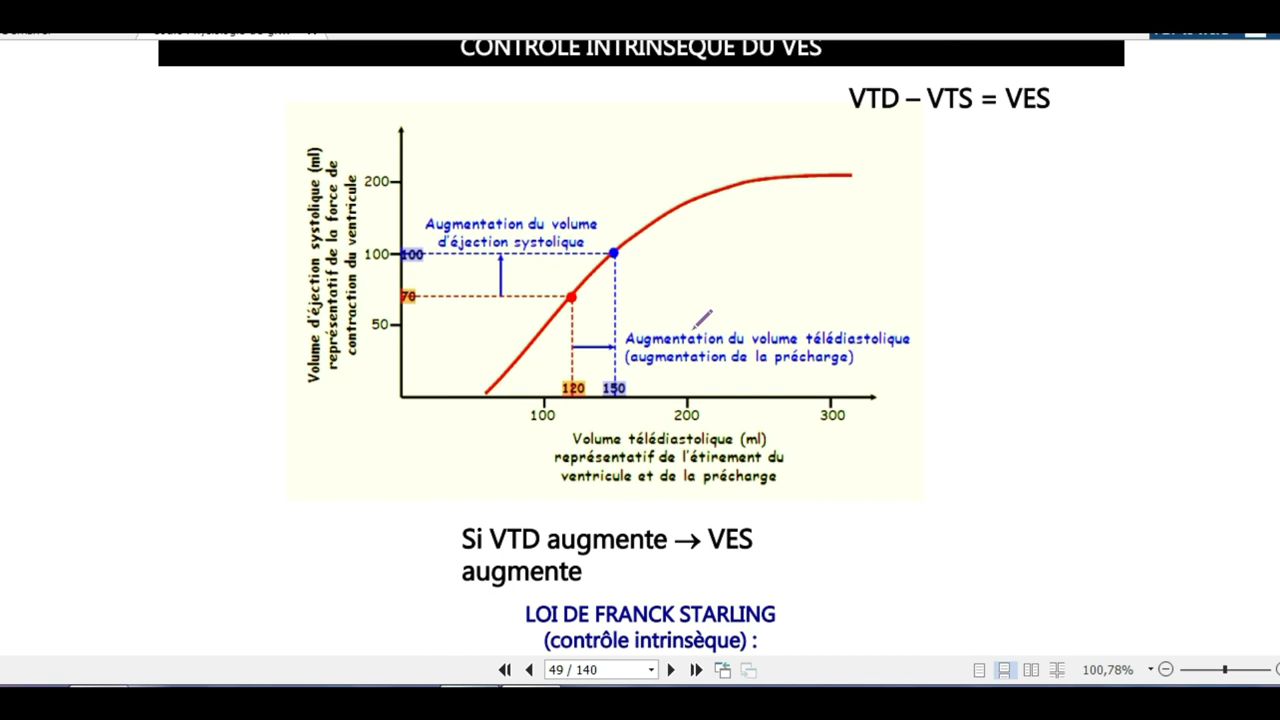 CONTROLE INTRINSEQUE DU VES
VTD – VTS = VES
Volume d'éjection systolique (ml)
représentatif de la force de
contraction du ventricule
200
100
100
70
50
Augmentation du volume
d'éjection systolique
Augmentation du volume télédiastolique
(augmentation de la précharge)
120
150
100
200
300
Volume télédiastolique (ml)
représentatif de l'étirement du
ventricule et de la précharge
Si VTD augmente → VES
augmente
LOI DE FRANCK STARLING
(contrôle intrinsèque) :
49 / 140
100,78%